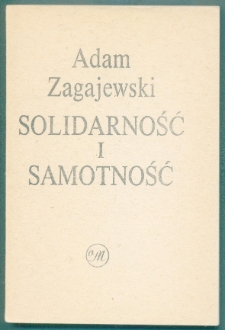 Adam
Zagajewski
SOLIDARNOŚĆ
I
SAMOTNOŚĆ